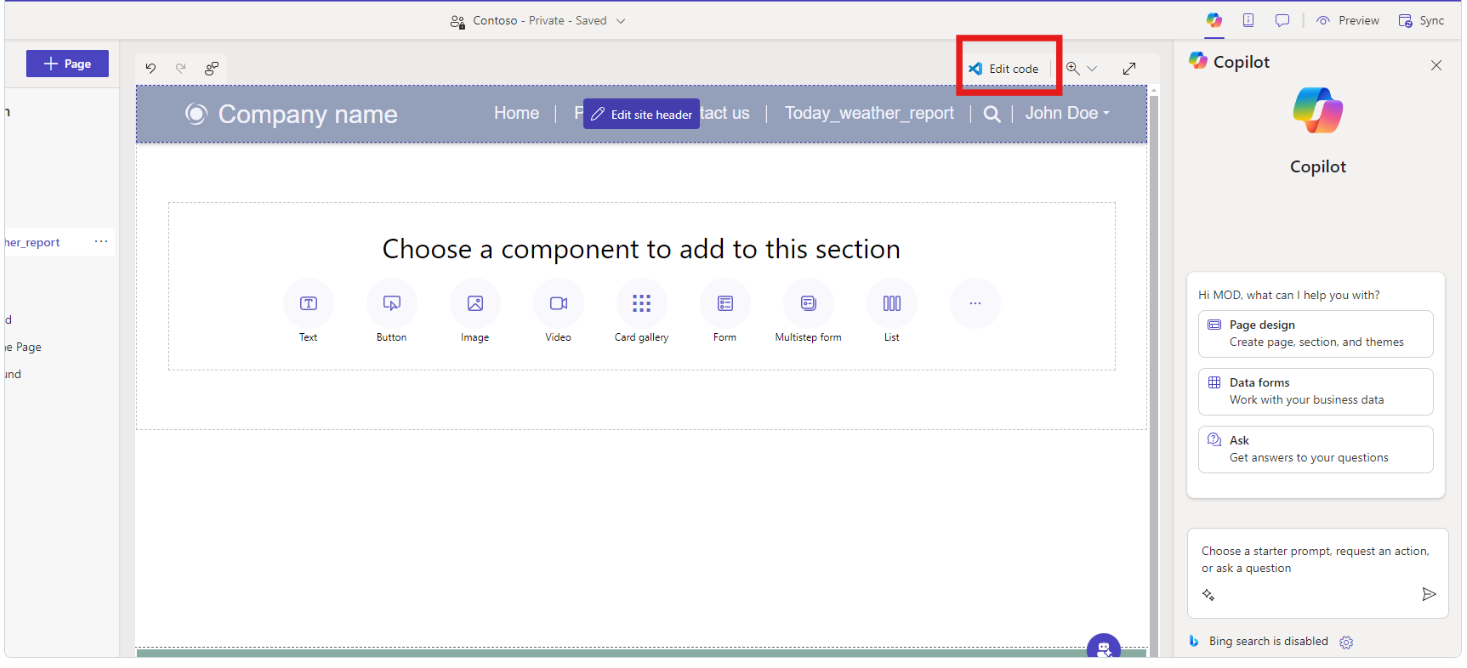 Contoso - Private - Saved
Preview
Sync
Page
Edit code
Copilot
Company name
Home
Edit site header
tact us
Today_weather_report
John Doe
Copilot
Choose a component to add to this section
Text
Button
Image
Video
Card gallery
Form
Multistep form
List
her_report
d
e Page
und
Hi MOD, what can I help you with?
Page design
Create page, section, and themes
Data forms
Work with your business data
Ask
Get answers to your questions
Choose a starter prompt, request an action,
or ask a question
Bing search is disabled